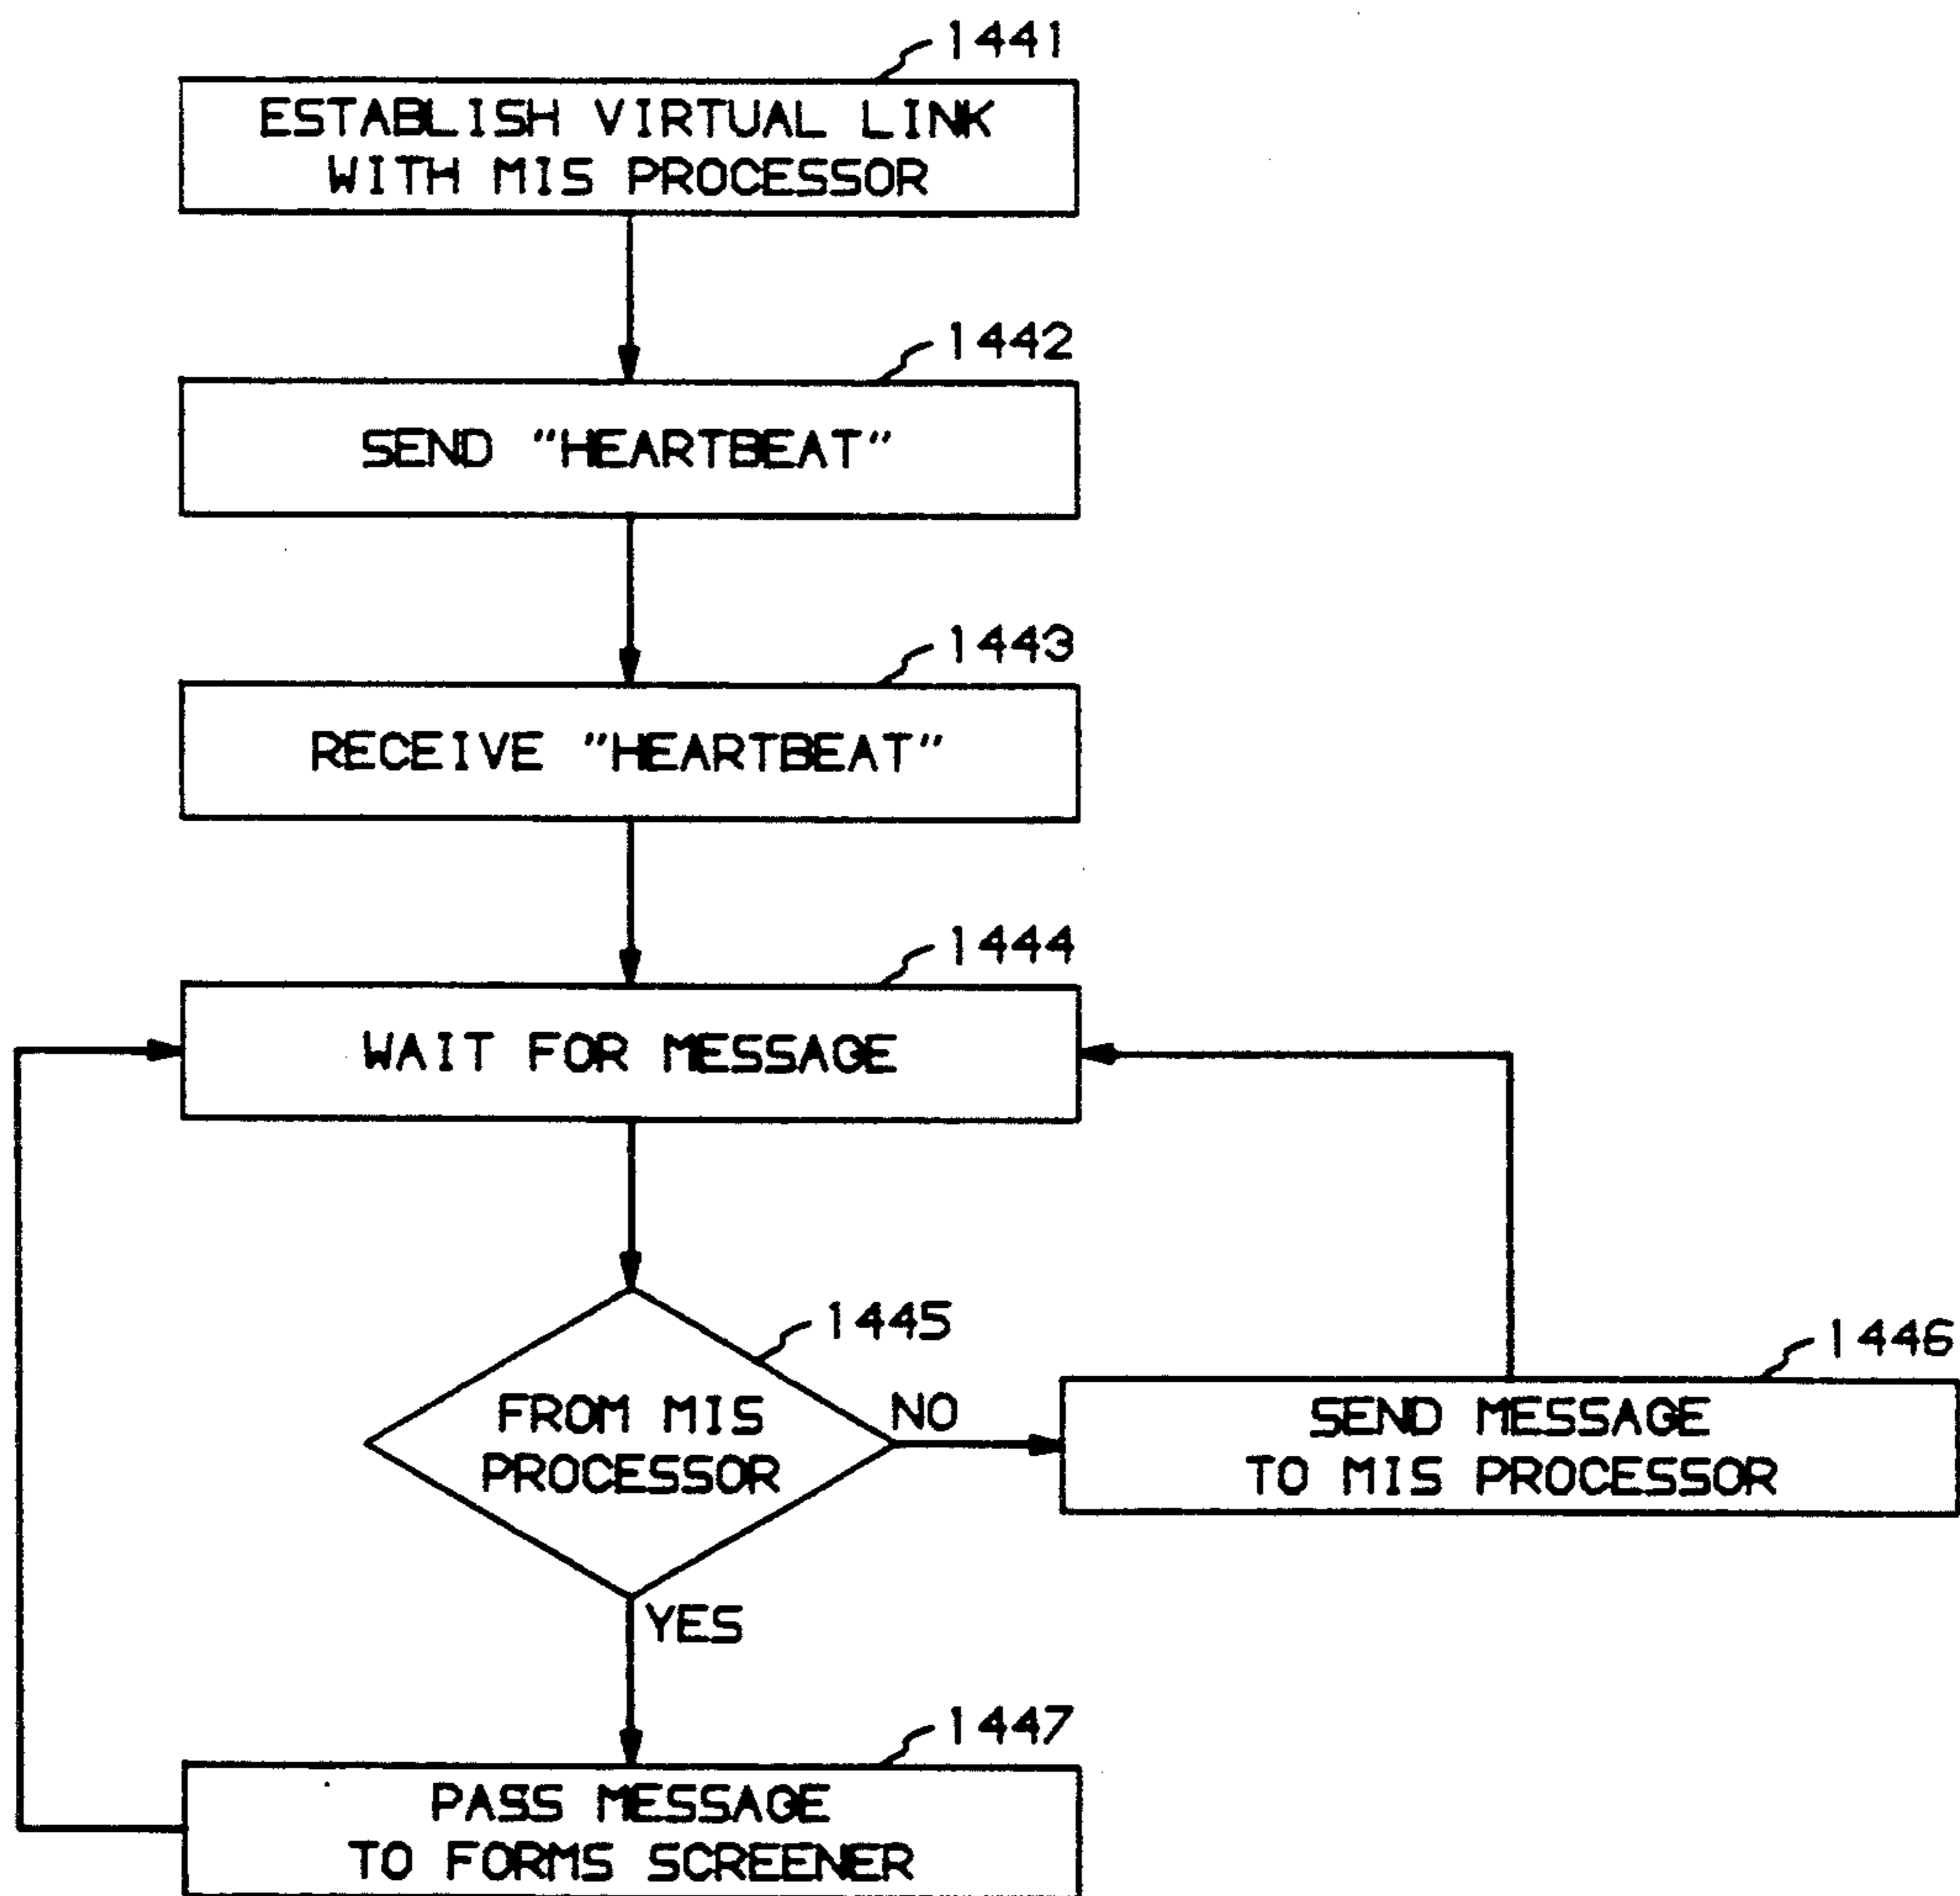 1441
ESTABLISH VIRTUAL LINK
WITH MIS PROCESSOR
1442
SEND "HEARTBEAT"
1443
RECEIVE "HEARTBEAT"
1444
WAIT FOR MESSAGE
1445
FROM MIS
PROCESSOR
NO
1446
SEND MESSAGE
TO MIS PROCESSOR
YES
1447
PASS MESSAGE
TO FORMS SCREENER